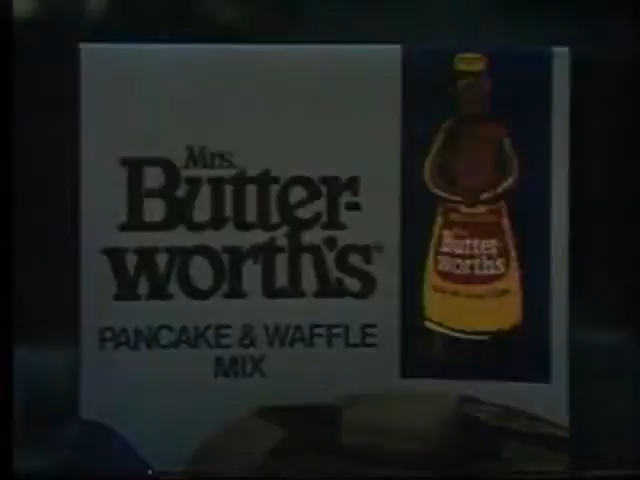 Mrs.
Butter-
worth's
PANCAKE & WAFFLE
MIX
Butter
worth's